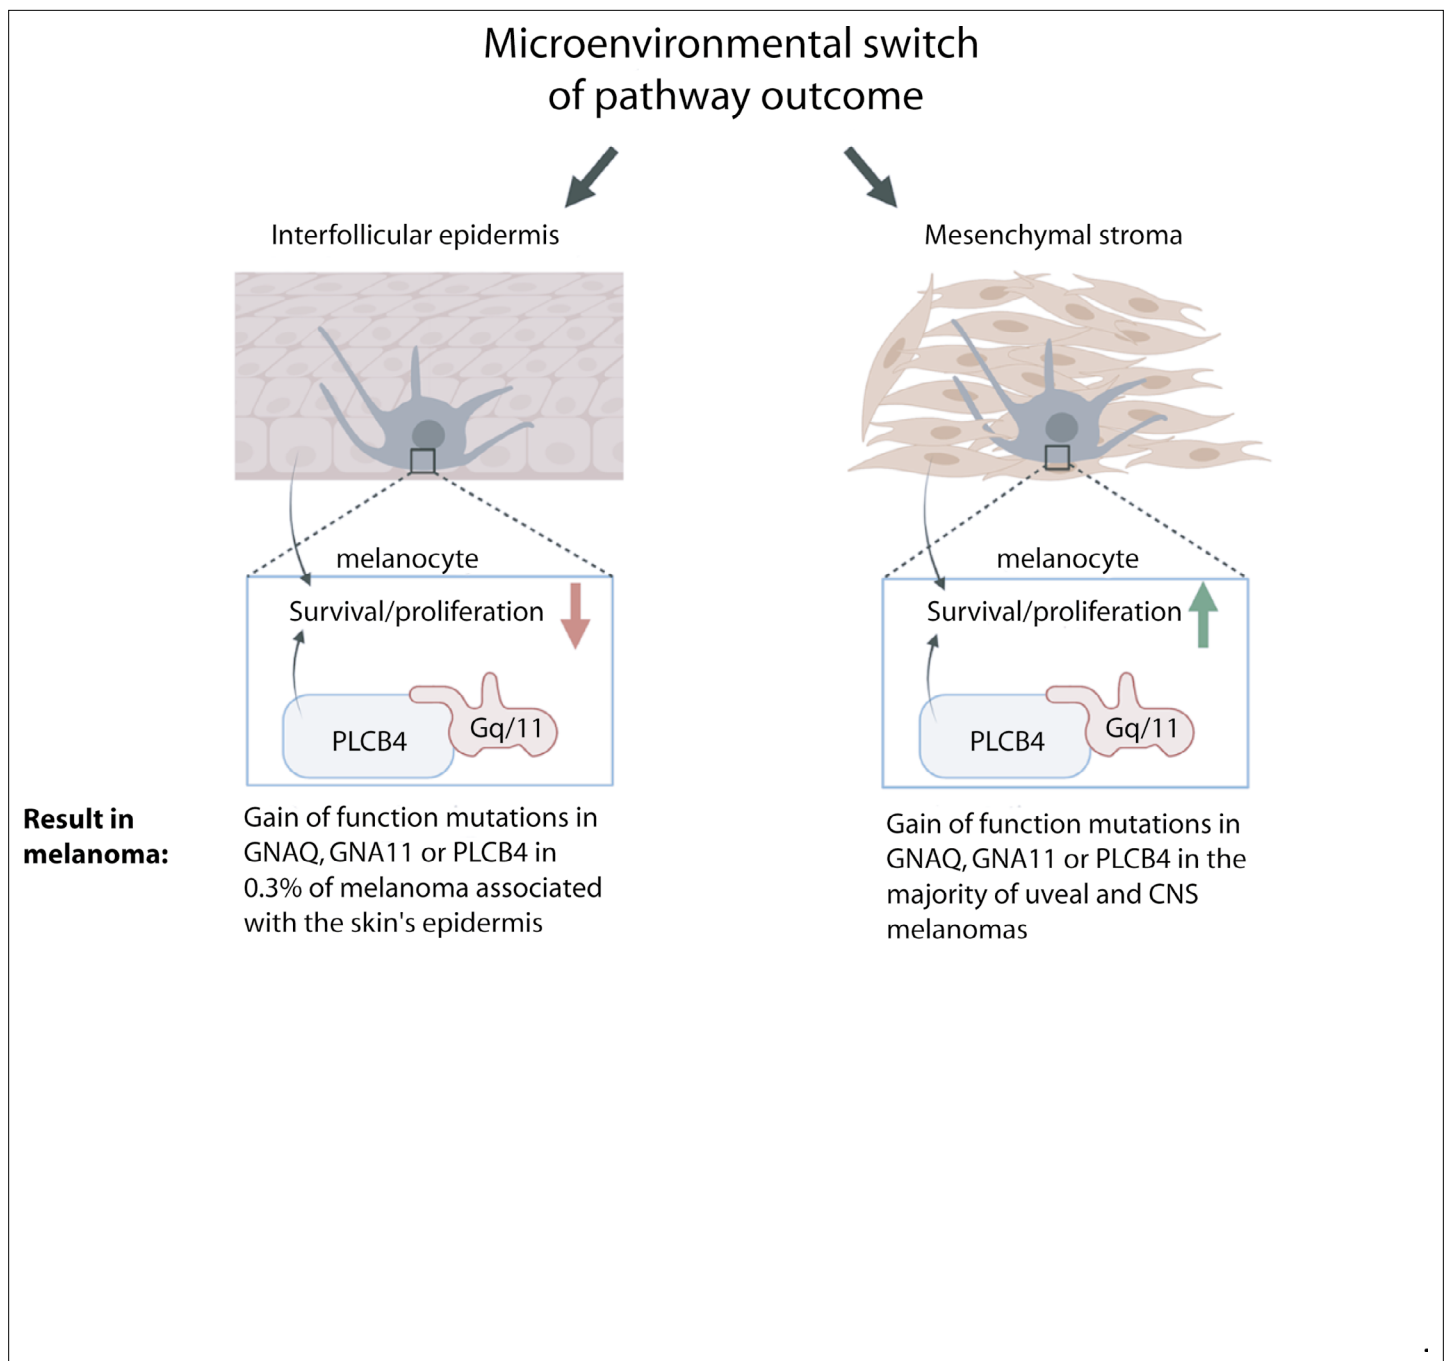 Microenvironmental switch
of pathway outcome
Interfollicular epidermis
Mesenchymal stroma
melanocyte
Survival/proliferation
PLCB4
Gq/11
melanocyte
Survival/proliferation
PLCB4
Gq/11
Result in
melanoma:
Gain of function mutations in
GNAQ, GNA11 or PLCB4 in
0.3% of melanoma associated
with the skin's epidermis
Gain of function mutations in
GNAQ, GNA11 or PLCB4 in the
majority of uveal and CNS
melanomas
.